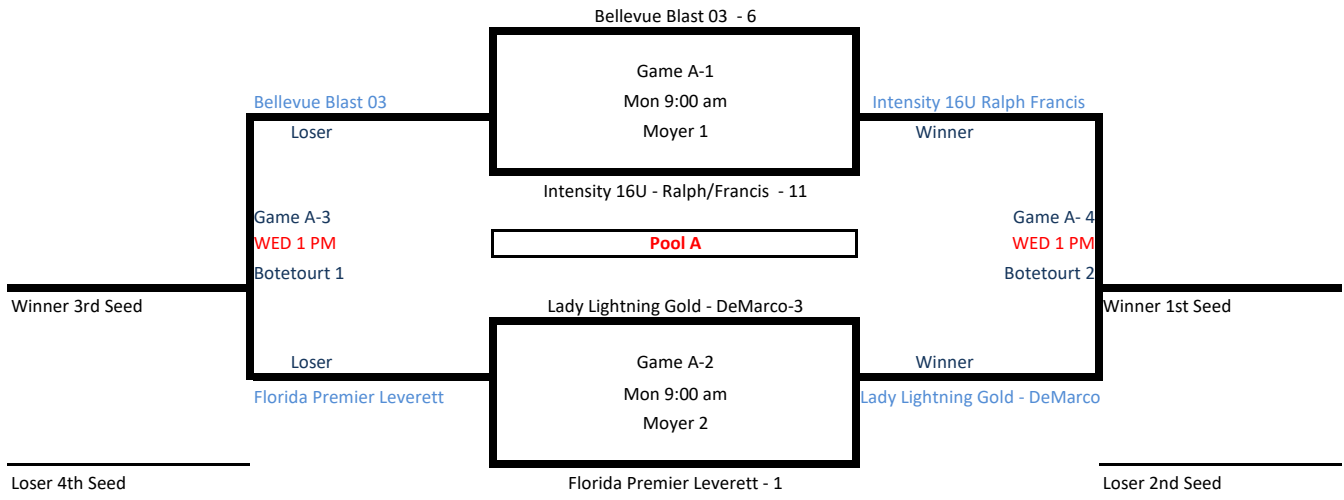 Bellevue Blast 03 - 6
Game A-1
Mon 9:00 am
Moyer 1
Bellevue Blast 03
Loser
Intensity 16U Ralph Francis
Winner
Intensity 16U - Ralph/Francis - 11
Game A-3
WED 1 PM
Botetourt 1
Pool A
Game A- 4
WED 1 PM
Botetourt 2
Winner 3rd Seed
Winner 1st Seed
Lady Lightning Gold - DeMarco-3
Loser
Game A-2
Winner
Mon 9:00 am
Florida Premier Leverett
Lady Lightning Gold - DeMarco
Moyer 2
Loser 4th Seed
Florida Premier Leverett - 1
Loser 2nd Seed